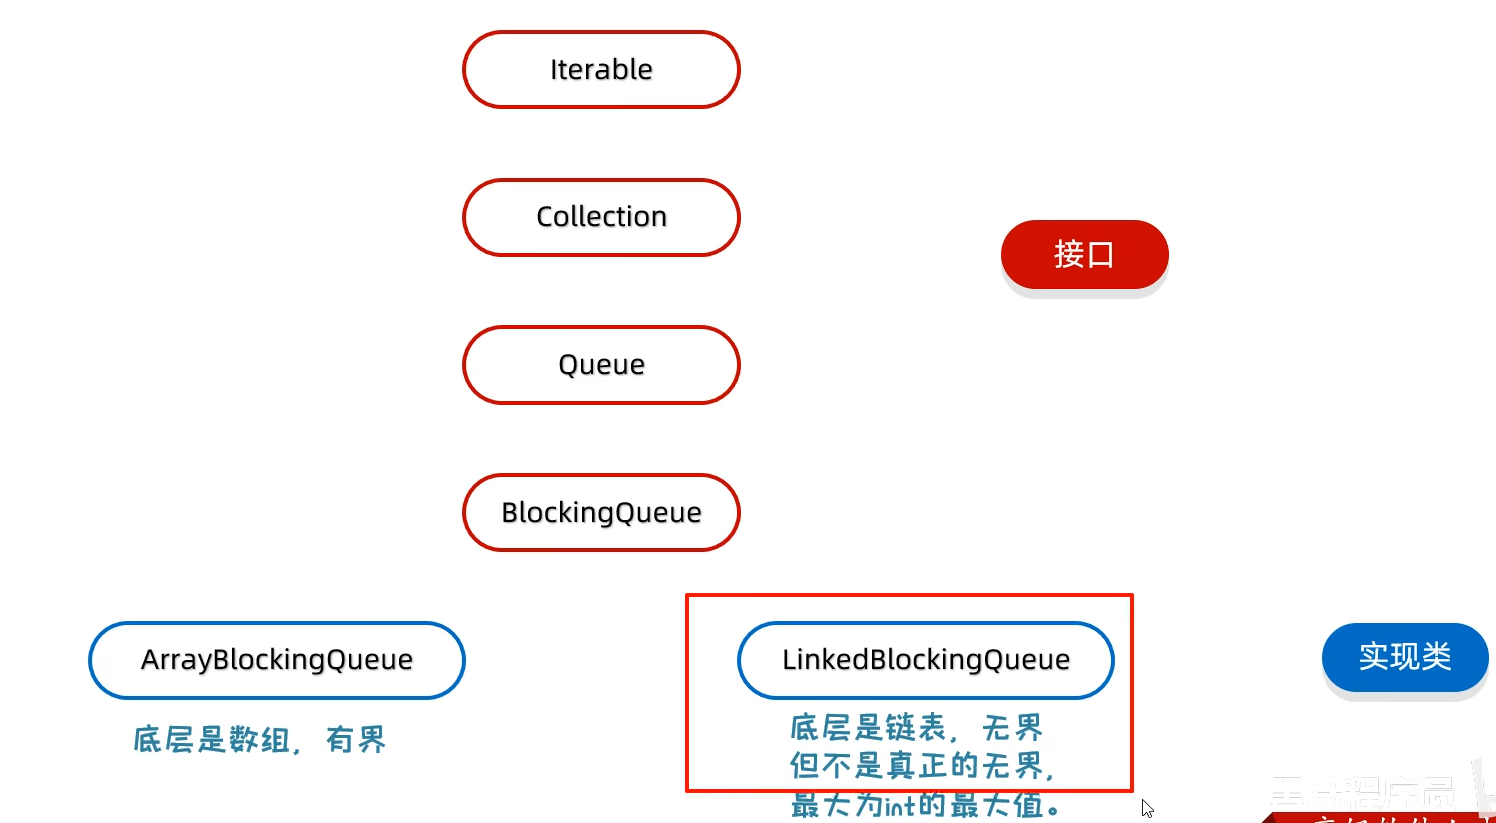 Iterable
Collection
接口
Queue
BlockingQueue
ArrayBlockingQueue
LinkedBlockingQueue
实现类
底层是数组，有界
底层是链表，无界
但不是真正的无界，
最大为int的最大值。